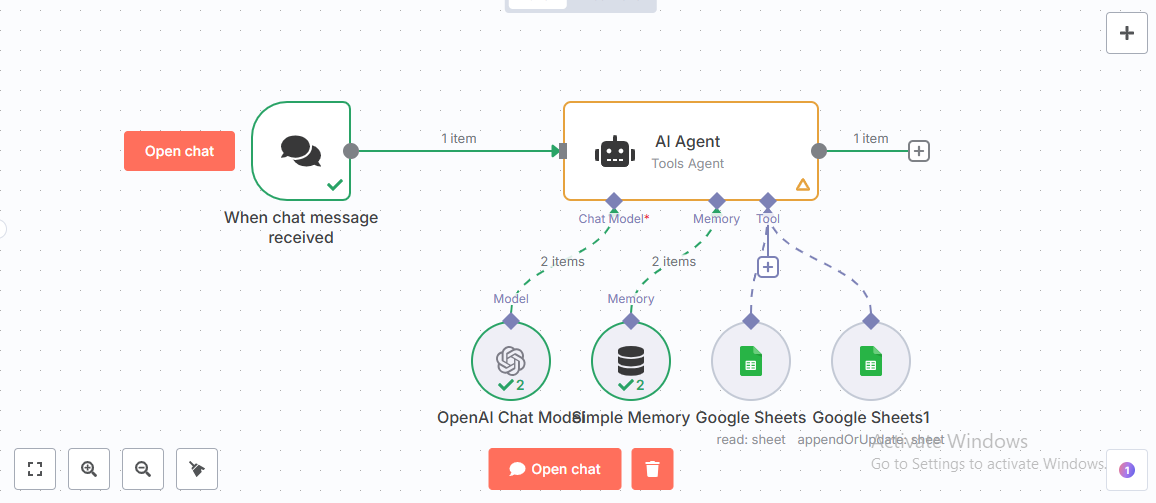 Open chat
When chat message
received
1 item
AI Agent
Tools Agent
1 item
Chat Model*
Memory
Tool
2 items
2 items
Model
Memory
2
2
OpenAI Chat Model
Simple Memory
Google Sheets
Google Sheets1
read: sheet
appendOrUpdate: sheet
Activate Windows
Go to Settings to activate Windows.
Open chat
1